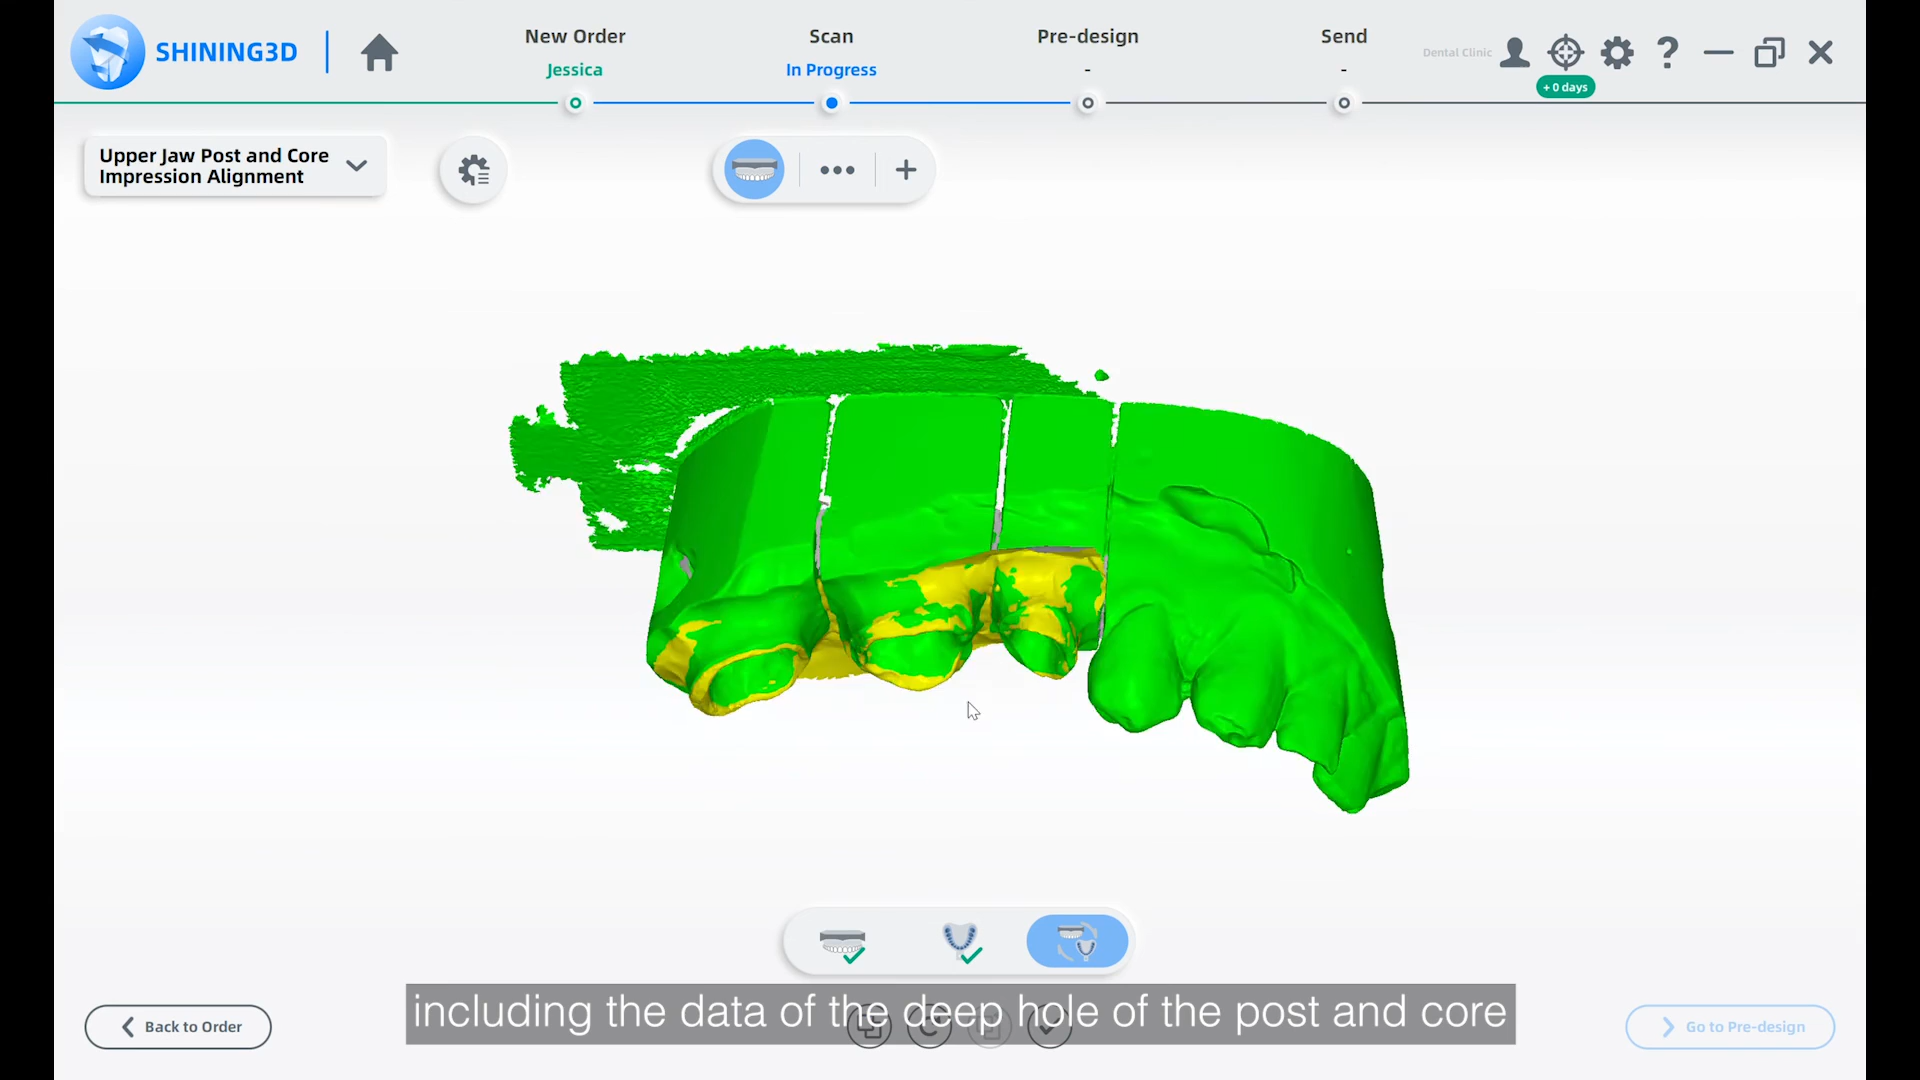 SHINING3D
New Order
Jessica
Scan
In Progress
Pre-design
-
Send
-
Dental Clinic
+ 0 days
Upper Jaw Post and Core
Impression Alignment
Back to Order
including the data of the deep hole of the post and core
Go to Pre-design